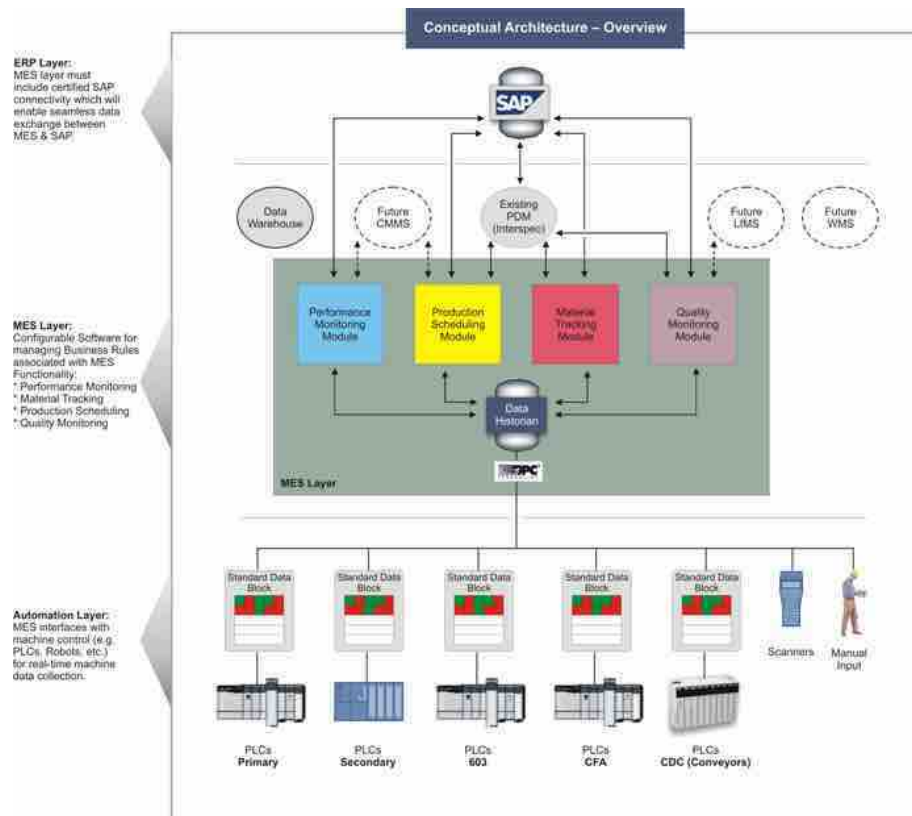 Conceptual Architecture – Overview
ERP Layer:
MES layer must
include certified SAP
connectivity which will
enable seamless data
exchange between
MES & SAP.
SAP
Data
Warehouse
Future
CMMS
Existing
PDM
(Interspec)
Future
LIMS
Future
WMS
MES Layer:
Configurable Software for
managing Business Rules
associated with MES
Functionality:
* Performance Monitoring
* Material Tracking
* Production Scheduling
* Quality Monitoring
Performance
Monitoring
Module
Production
Scheduling
Module
Material
Tracking
Module
Quality
Monitoring
Module
Data
Historian
OPC
MES Layer
Automation Layer:
MES interfaces with
machine control (e.g.
PLCs, Robots, etc.)
for real-time machine
data collection.
Standard Data
Block
Standard Data
Block
Standard Data
Block
Standard Data
Block
Standard Data
Block
Scanners
Manual
Input
PLCs
Primary
PLCs
Secondary
PLCs
603
PLCs
CFA
PLCs
CDC (Conveyors)